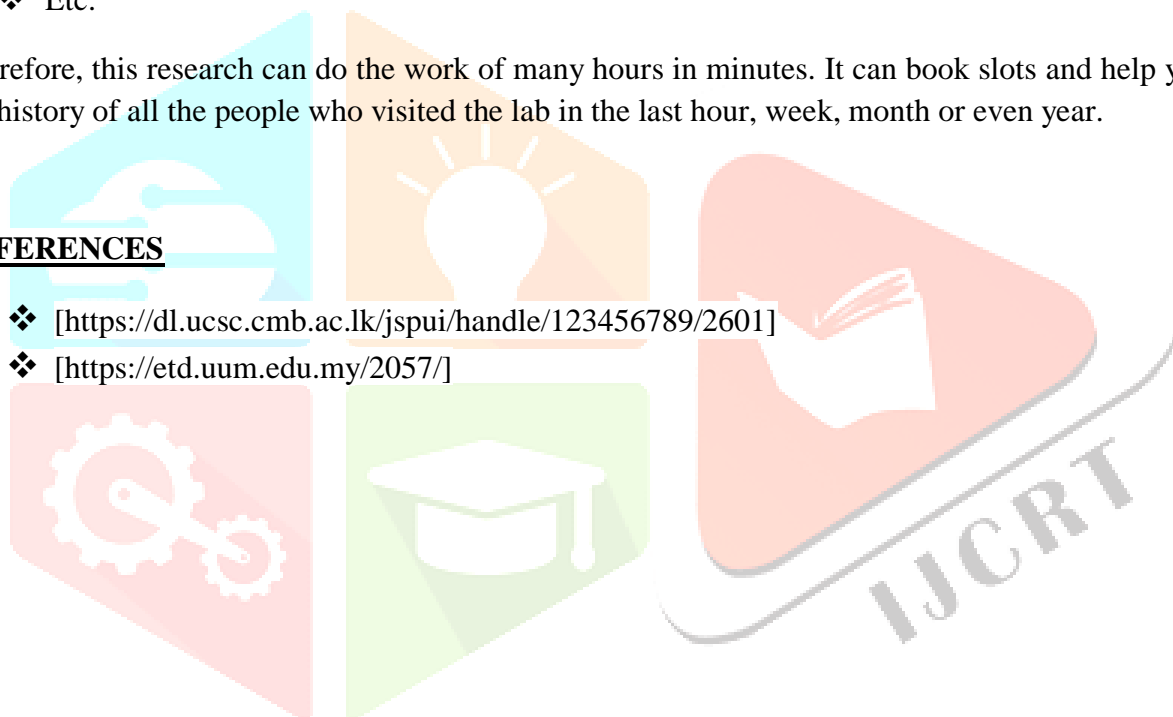 ❖ Etc.
refore, this research can do the work of many hours in minutes. It can book slots and help y
history of all the people who visited the lab in the last hour, week, month or even year.
FERENCES
❖ [https://dl.ucsc.cmb.ac.lk/jspui/handle/123456789/2601]
❖ [https://etd.uum.edu.my/2057/]
IJCRT